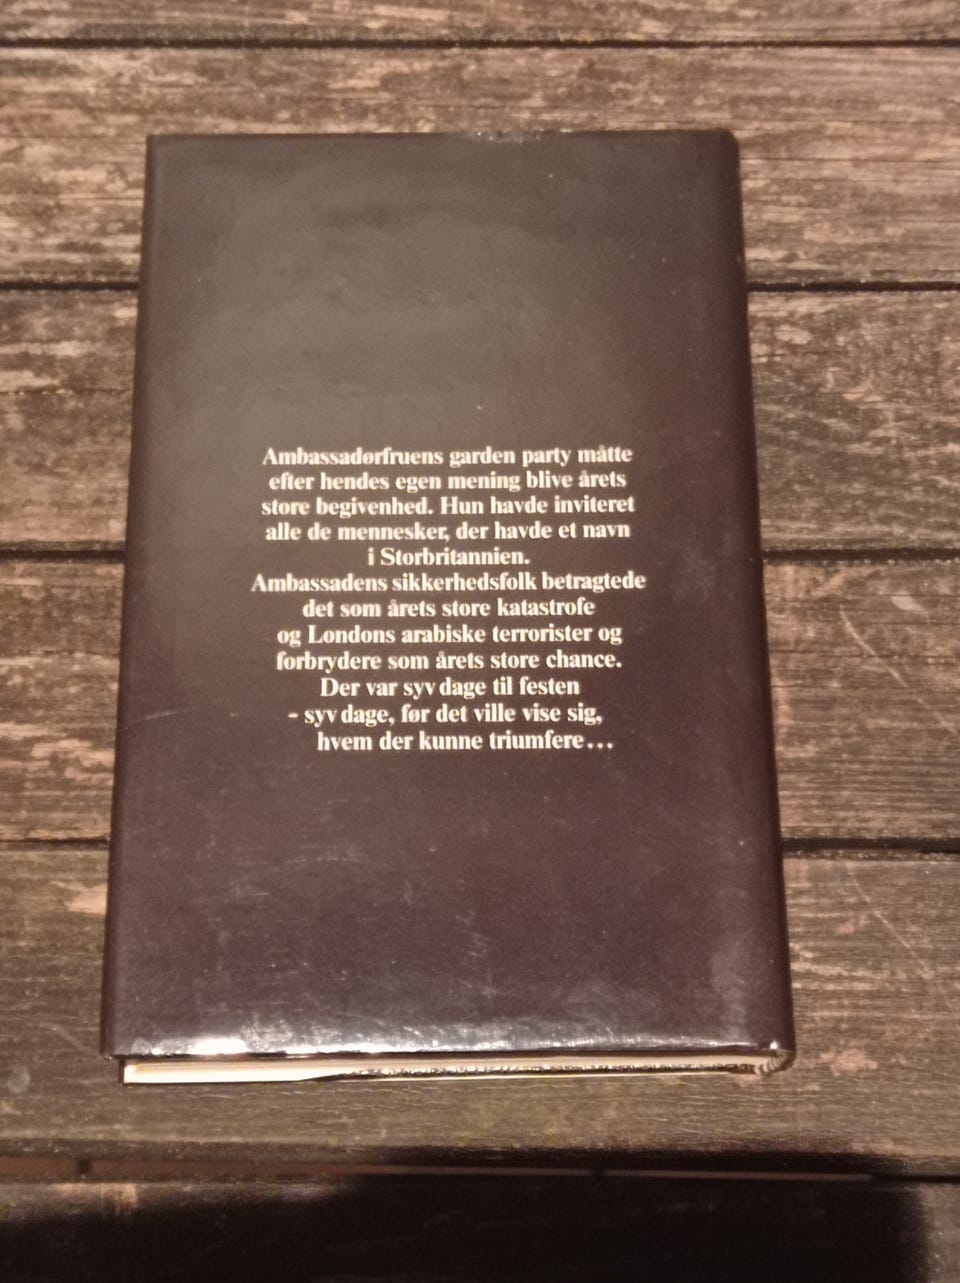 Ambassadørfruens garden party måtte
efter hendes egen mening blive årets
store begivenhed. Hun havde inviteret
alle de mennesker, der havde et navn
i Storbritannien.
Ambassadens sikkerhedsfolk betragtede
det som årets store katastrofe
og Londons arabiske terrorister og
forbrydere som årets store chance.
Der var syv dage til festen
- syv dage, før det ville vise sig,
hvem der kunne triumfere...